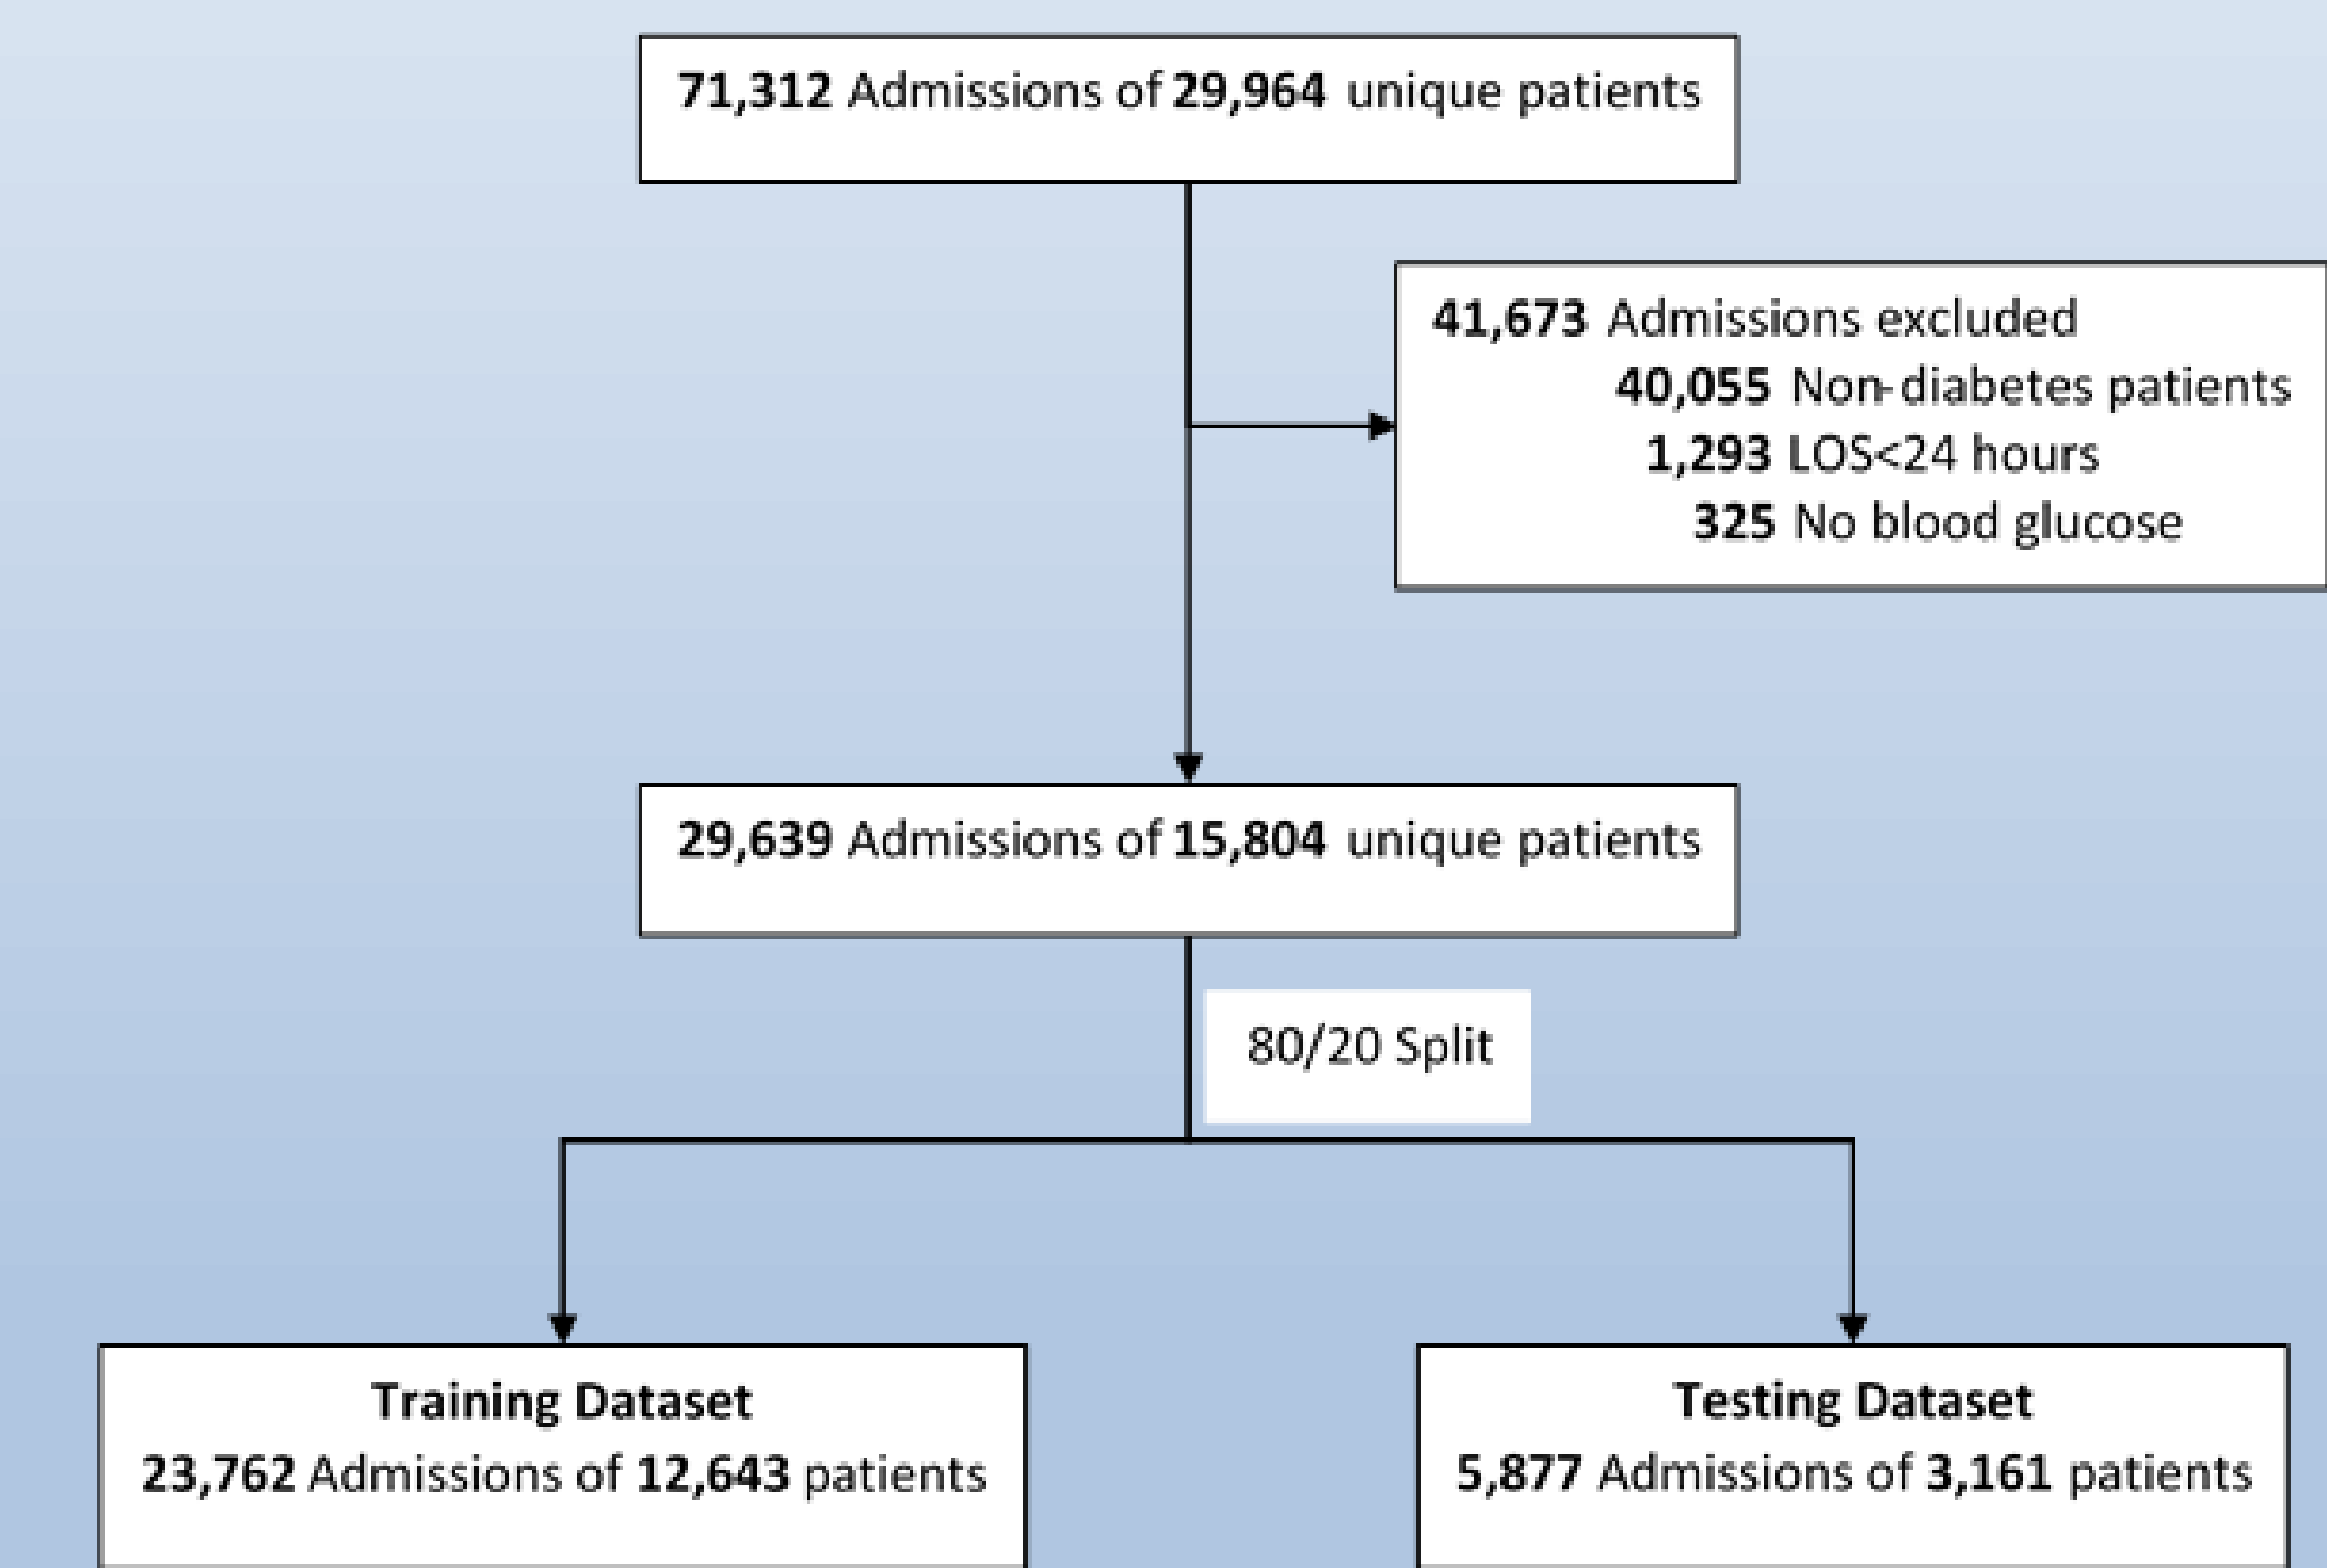 71,312 Admissions of 29,964 unique patients
41,673 Admissions excluded
40,055 Non-diabetes patients
1,293 LOS<24 hours
325 No blood glucose
29,639 Admissions of 15,804 unique patients
80/20 Split
Training Dataset
23,762 Admissions of 12,643 patients
Testing Dataset
5,877 Admissions of 3,161 patients